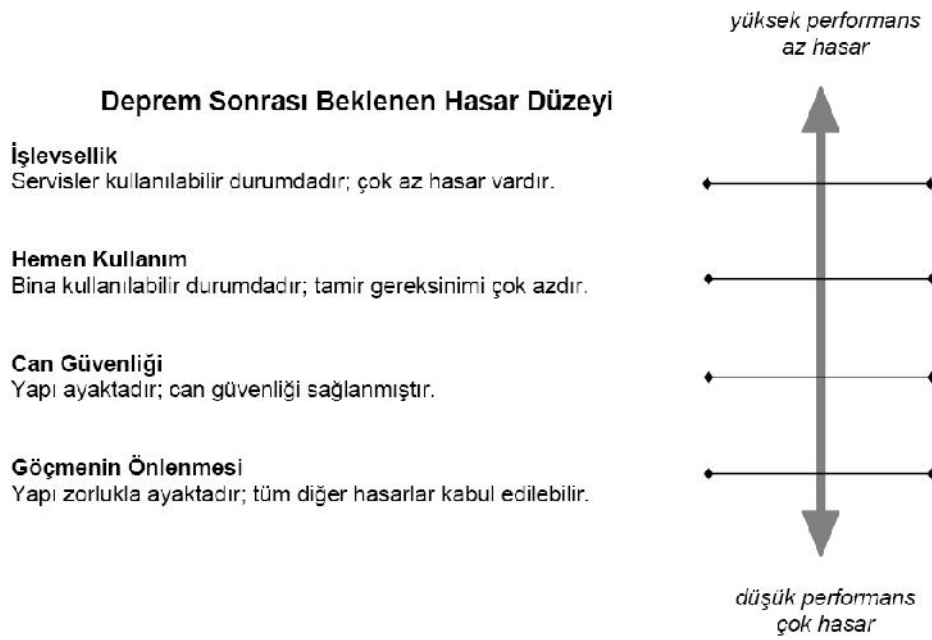 yüksek performans
az hasar
Deprem Sonrası Beklenen Hasar Düzeyi
İşlevsellik
Servisler kullanılabilir durumdadır; çok az hasar vardır.
Hemen Kullanım
Bina kullanılabilir durumdadır; tamir gereksinimi çok azdır.
Can Güvenliği
Yapı ayaktadır; can güvenliği sağlanmıştır.
Göçmenin Önlenmesi
Yapı zorlukla ayaktadır; tüm diğer hasarlar kabul edilebilir.
düşük performans
çok hasar